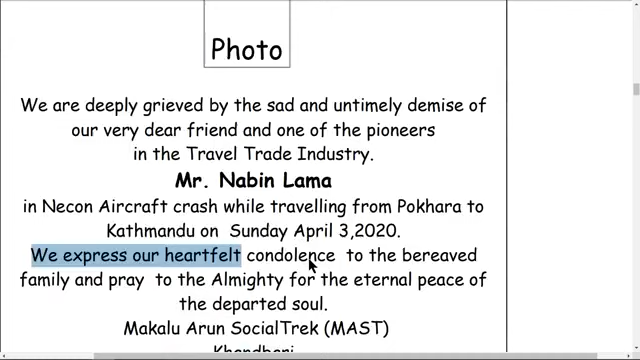 Photo
We are deeply grieved by the sad and untimely demise of
our very dear friend and one of the pioneers
in the Travel Trade Industry.
Mr. Nabin Lama
in Necon Aircraft crash while travelling from Pokhara to
Kathmandu on Sunday April 3,2020.
We express our heartfelt condolence to the bereaved
family and pray to the Almighty for the eternal peace of
the departed soul.
Makalu Arun SocialTrek (MAST)